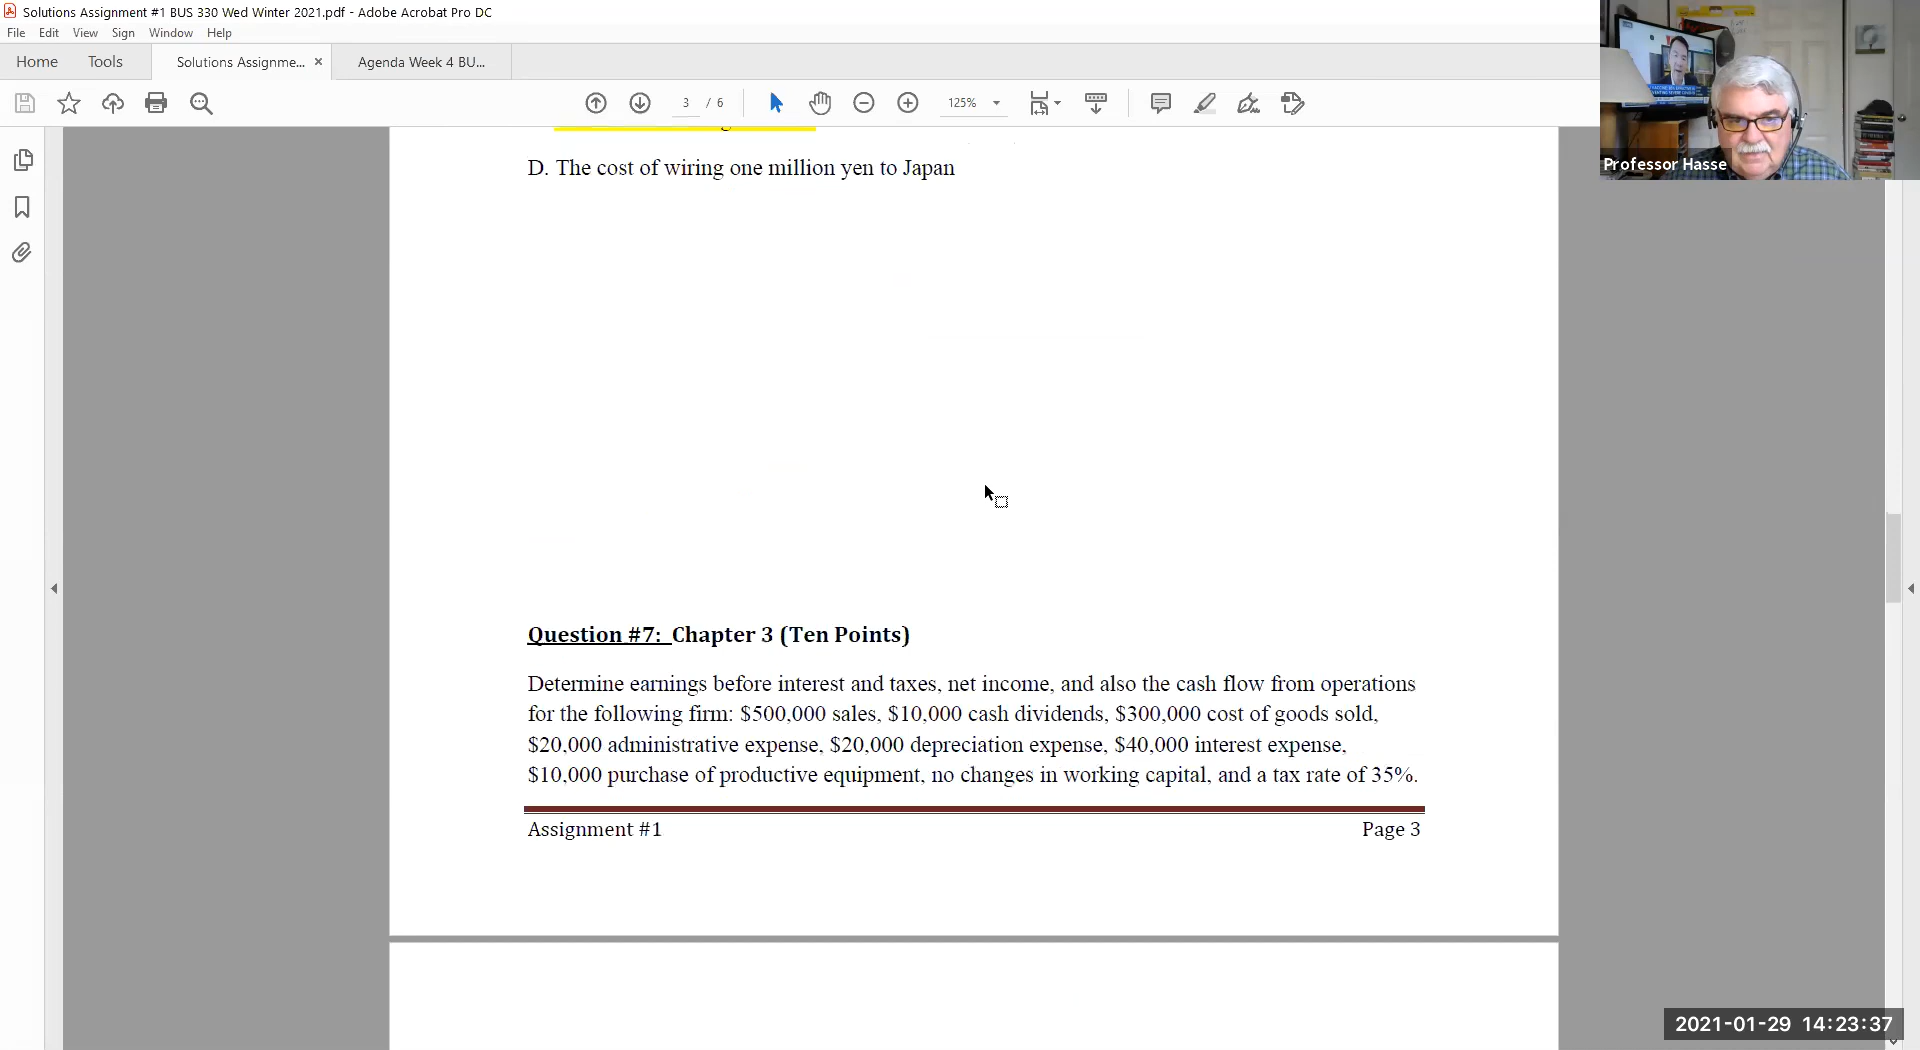 Solutions Assignment #1 BUS 330 Wed Winter 2021.pdf - Adobe Acrobat Pro DC
File Edit View Sign Window Help
Home Tools Solutions Assignme... × Agenda Week 4 BU...
3 / 6 125%
D. The cost of wiring one million yen to Japan
Professor Hasse
Question #7: Chapter 3 (Ten Points)
Determine earnings before interest and taxes, net income, and also the cash flow from operations
for the following firm: $500,000 sales, $10,000 cash dividends, $300,000 cost of goods sold,
$20,000 administrative expense, $20,000 depreciation expense, $40,000 interest expense,
$10,000 purchase of productive equipment, no changes in working capital, and a tax rate of 35%.
Assignment #1 Page 3
2021-01-29 14:23:37